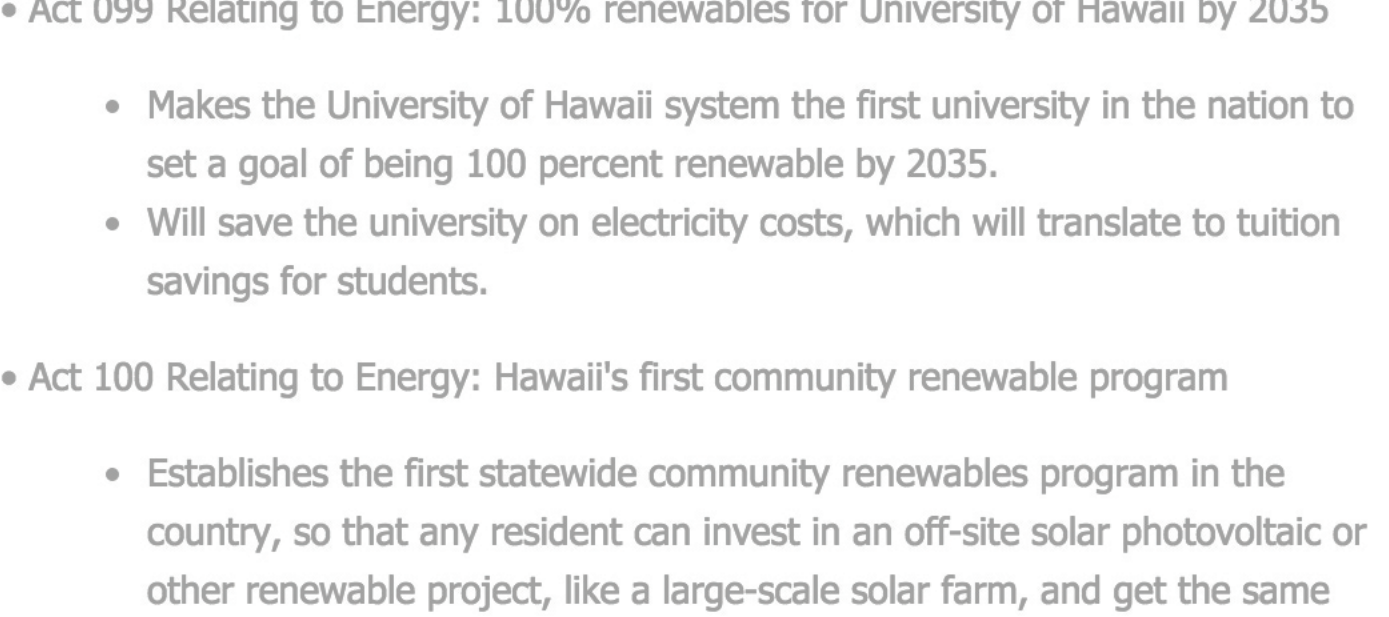 • Act 099 Relating to Energy: 100% renewables for University of Hawaii by 2035
• Makes the University of Hawaii system the first university in the nation to
set a goal of being 100 percent renewable by 2035.
• Will save the university on electricity costs, which will translate to tuition
savings for students.
• Act 100 Relating to Energy: Hawaii's first community renewable program
• Establishes the first statewide community renewables program in the
country, so that any resident can invest in an off-site solar photovoltaic or
other renewable project, like a large-scale solar farm, and get the same